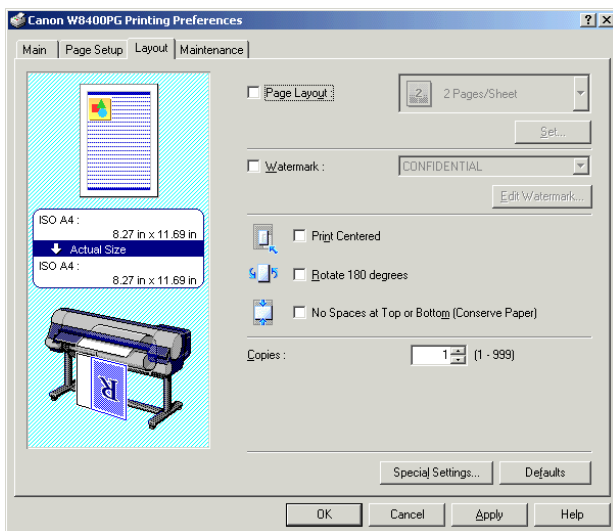 Canon W8400PG Printing Preferences
Main Page Setup Layout Maintenance
Page Layout :
2 2 Pages/Sheet
Set...
Watermark :
CONFIDENTIAL
Edit Watermark...
ISO A4 :
8.27 in x 11.69 in
Actual Size
ISO A4 :
8.27 in x 11.69 in
Print Centered
Rotate 180 degrees
No Spaces at Top or Bottom (Conserve Paper)
R
Copies :
1 (1 - 999)
Special Settings... Defaults
OK Cancel Apply Help